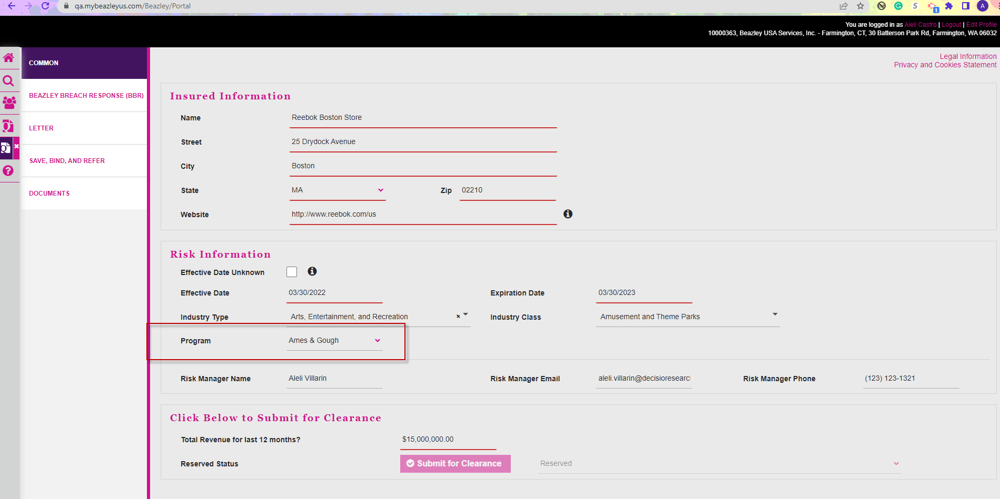 qa.mybeazleyus.com/Beazley/Portal
You are logged in as Aleli Castro | Logout | Edit Profile
10000363, Beazley USA Services, Inc. - Farmington, CT, 30 Batterson Park Rd, Farmington, WA 06032
Legal Information
Privacy and Cookies Statement
COMMON
BEAZLEY BREACH RESPONSE (BBR)
LETTER
SAVE, BIND, AND REFER
DOCUMENTS
Insured Information
Name Reebok Boston Store
Street 25 Drydock Avenue
City Boston
State MA Zip 02210
Website http://www.reebok.com/us
Risk Information
Effective Date Unknown
Effective Date 03/30/2022 Expiration Date 03/30/2023
Industry Type Arts, Entertainment, and Recreation × Industry Class Amusement and Theme Parks
Program Ames & Gough
Risk Manager Name Aleli Villarin Risk Manager Email aleli.villarin@decisioresearc Risk Manager Phone (123) 123-1321
Click Below to Submit for Clearance
Total Revenue for last 12 months? $15,000,000.00
Reserved Status Submit for Clearance Reserved